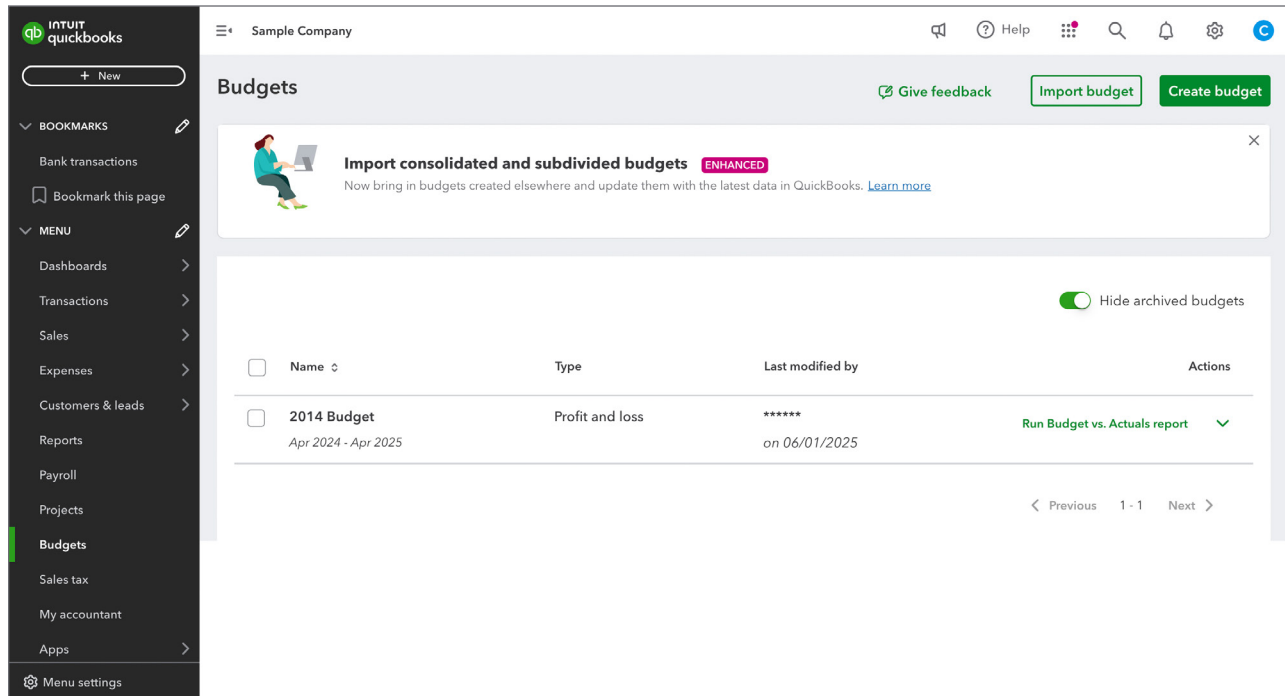 INTUIT
quickbooks
Sample Company
Help
C
+ New
Budgets
Give feedback
Import budget
Create budget
BOOKMARKS
Bank transactions
Bookmark this page
Import consolidated and subdivided budgets ENHANCED
Now bring in budgets created elsewhere and update them with the latest data in QuickBooks. Learn more
MENU
Dashboards
Transactions
Sales
Expenses
Customers & leads
Reports
Payroll
Projects
Budgets
Sales tax
My accountant
Apps
Menu settings
Hide archived budgets
Name Type Last modified by Actions
2014 Budget Profit and loss ****** Run Budget vs. Actuals report
Apr 2024 - Apr 2025 on 06/01/2025
Previous 1 - 1 Next